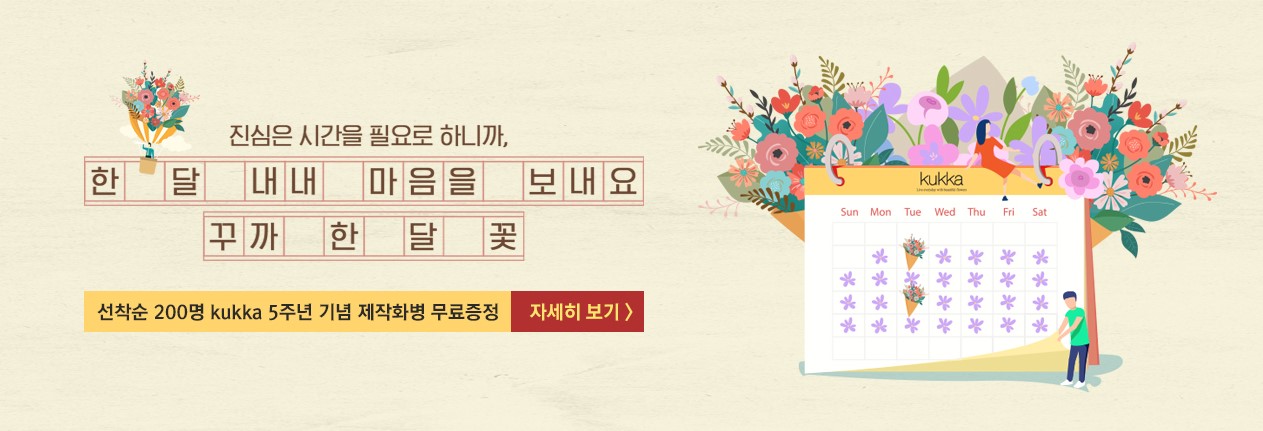 진심은 시간을 필요로 하니까,
한 달 내내 마음을 보내요
꾸까 한 달 꽃
선착순 200명 kukka 5주년 기념 제작화병 무료증정
자세히 보기 〉
kukka
Sun Mon Tue Wed Thu Fri Sat